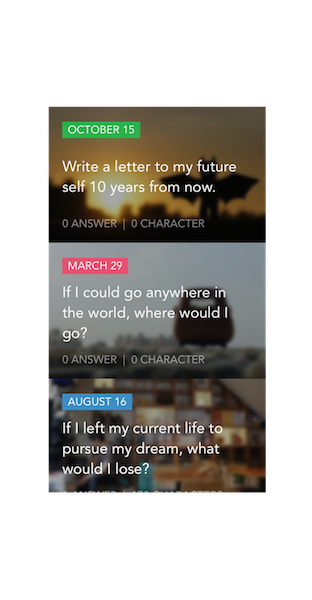 OCTOBER 15
Write a letter to my future
self 10 years from now.
0 ANSWER | 0 CHARACTER
MARCH 29
If I could go anywhere in
the world, where would I
go?
0 ANSWER | 0 CHARACTER
AUGUST 16
If I left my current life to
pursue my dream, what
would I lose?